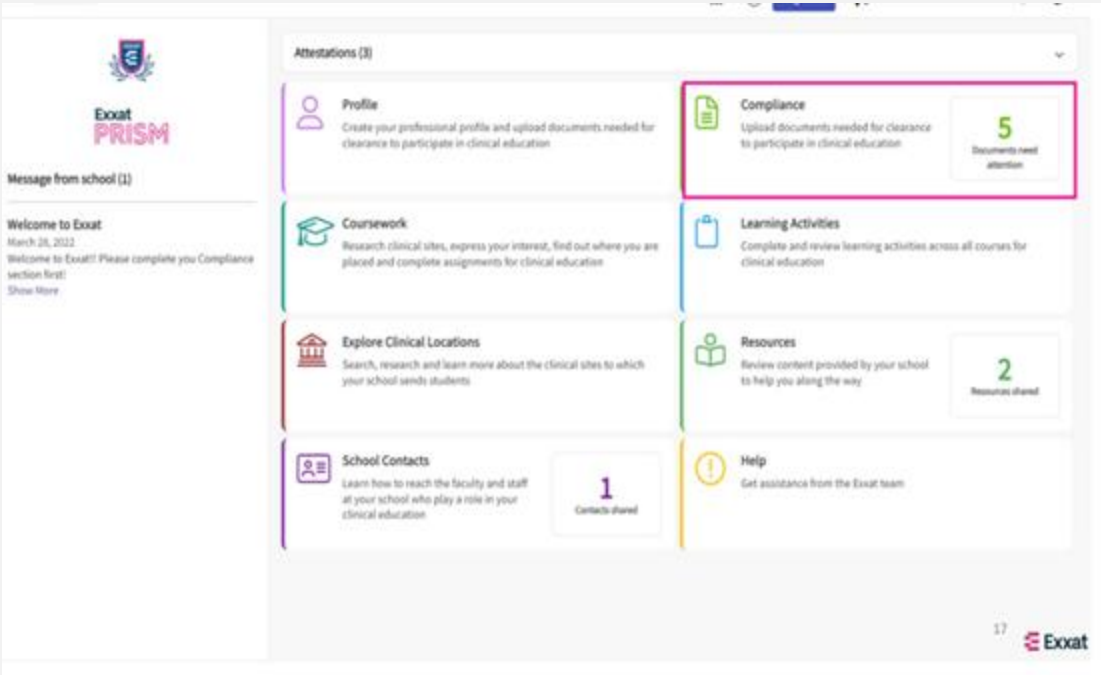 Exxat
PRISM
Message from school (1)
Welcome to Exxat
March 28, 2022
Welcome to Exxat!! Please complete you Compliance
section first!
Show More
Attestations (3)
Profile
Create your professional profile and upload documents needed for
clearance to participate in clinical education
Compliance
Upload documents needed for clearance
to participate in clinical education
5
Documents need
attention
Coursework
Research clinical sites, express your interest, find out where you are
placed and complete assignments for clinical education
Learning Activities
Complete and review learning activities across all courses for
clinical education
Explore Clinical Locations
Search, research and learn more about the clinical sites to which
your school sends students
Resources
Review content provided by your school
to help you along the way
2
Resources shared
School Contacts
Learn how to reach the faculty and staff
at your school who play a role in your
clinical education
1
Contacts shared
Help
Get assistance from the Exxat team
17
Exxat